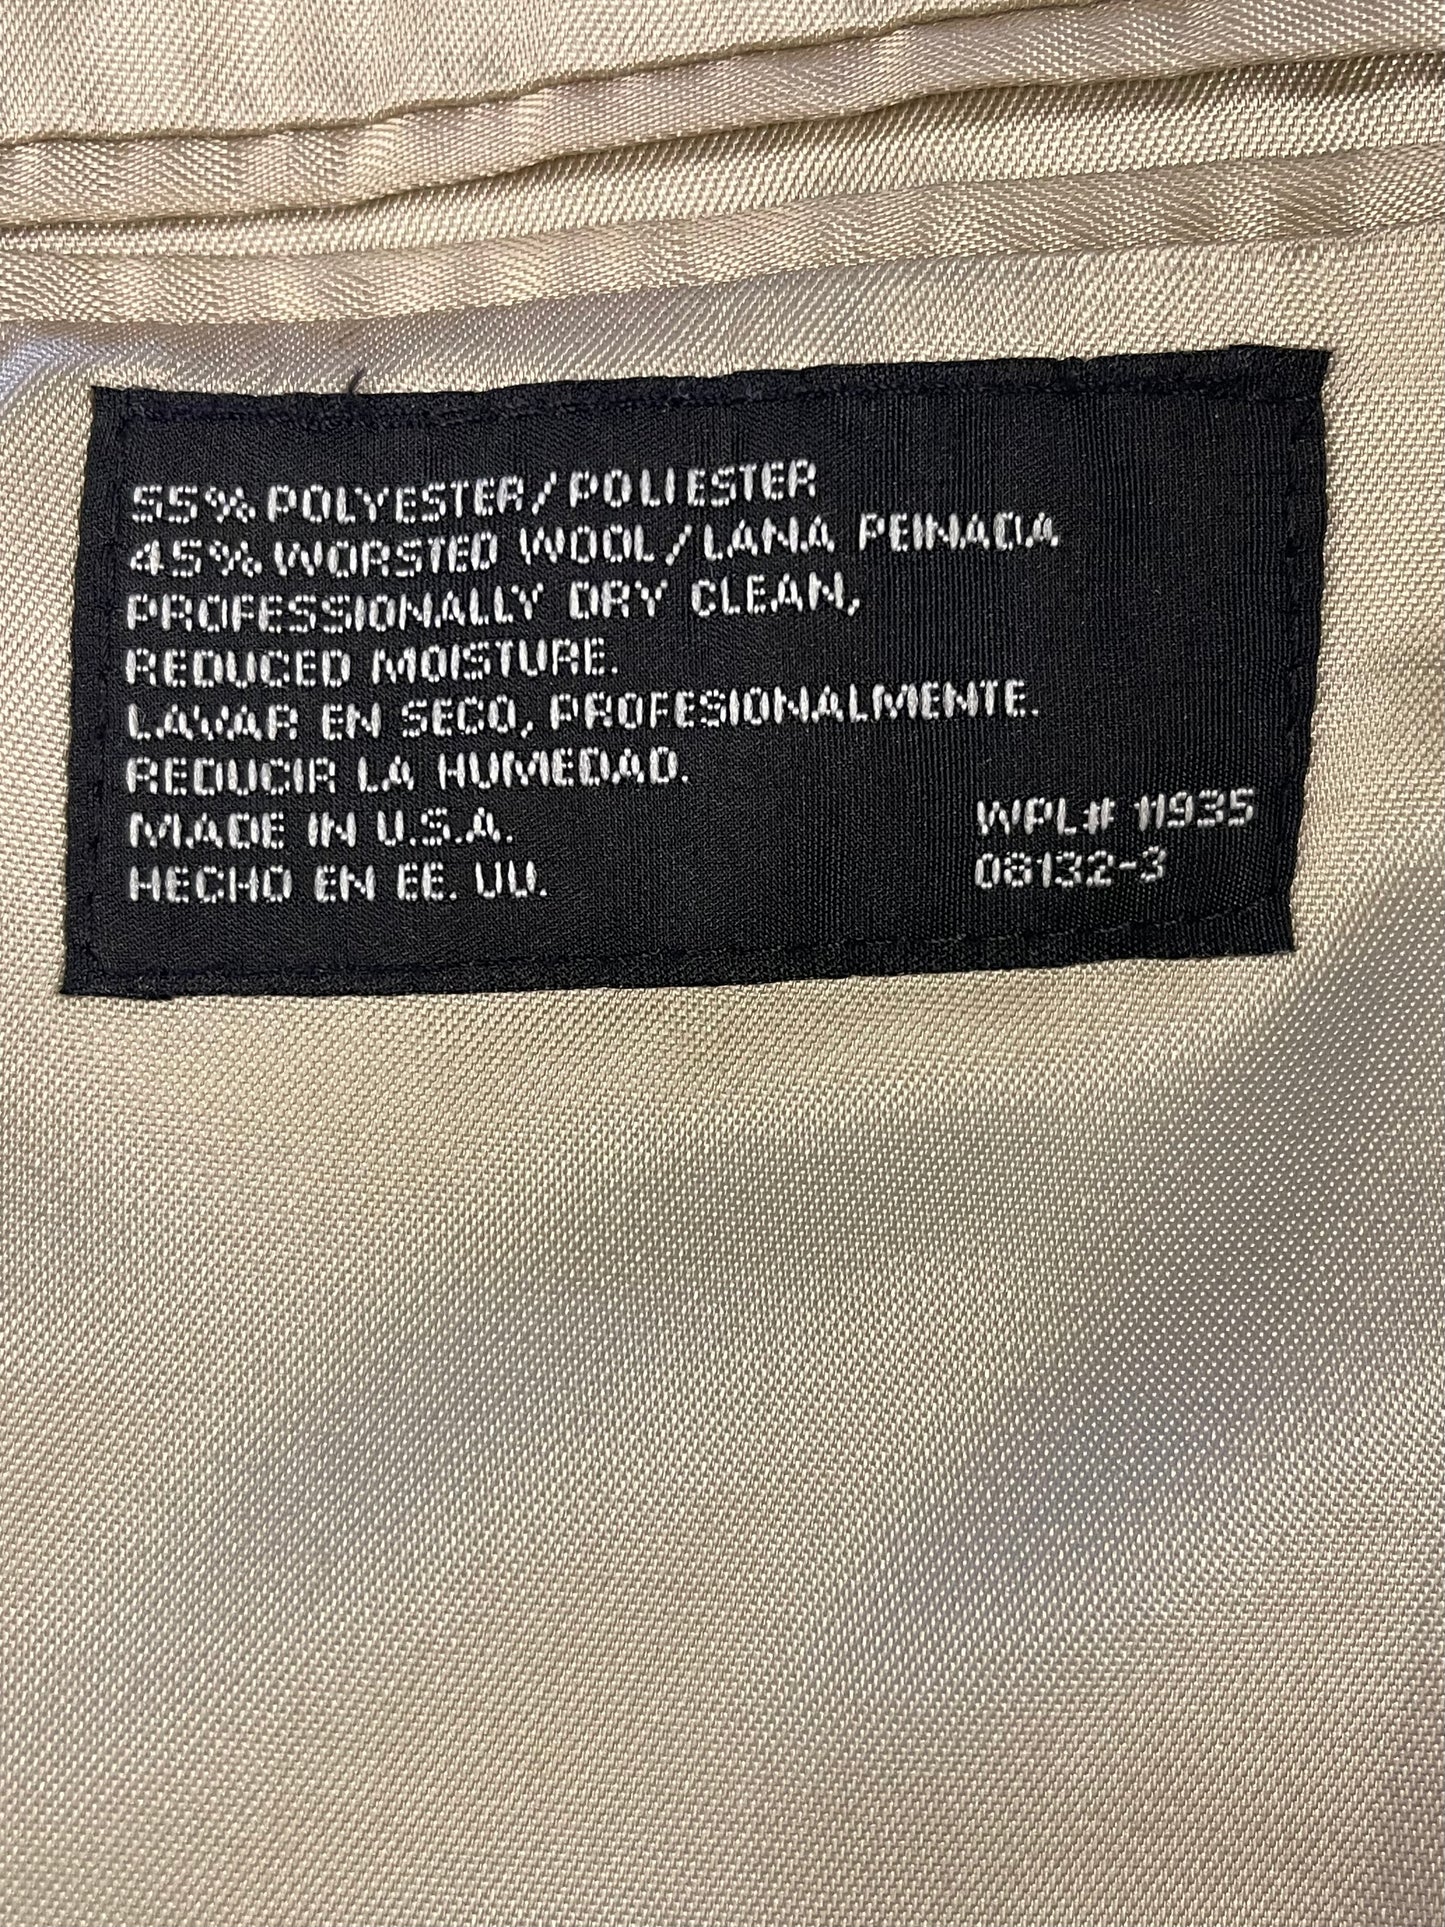 55% POLYESTER/POLIESTER
45% WORSTED WOOL/LANA PEINADA
PROFESSIONALLY DRY CLEAN,
REDUCED MOISTURE.
LAVAR EN SECO, PROFESIONALMENTE.
REDUCIR LA HUMEDAD.
MADE IN U.S.A.
HECHO EN EE. UU.
WPL# 11935
08132-3